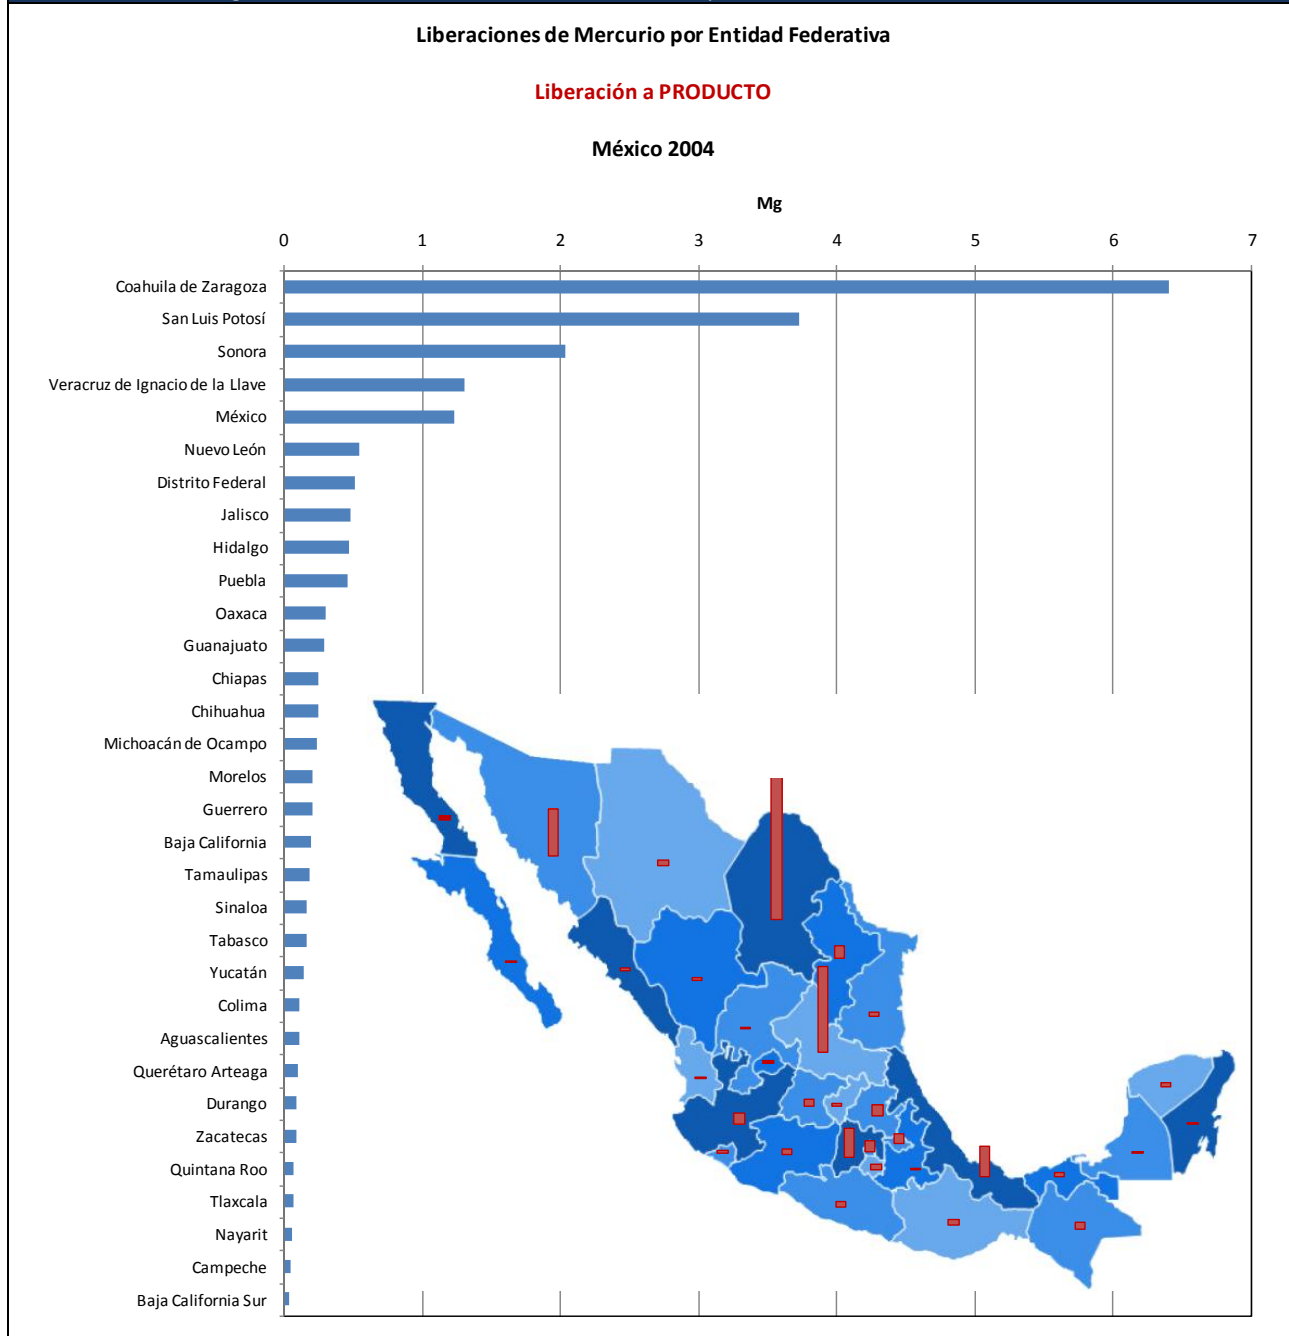 Liberaciones de Mercurio por Entidad Federativa
Liberación a PRODUCTO
México 2004
Mg
0 1 2 3 4 5 6 7
Coahuila de Zaragoza
San Luis Potosí
Sonora
Veracruz de Ignacio de la Llave
México
Nuevo León
Distrito Federal
Jalisco
Hidalgo
Puebla
Oaxaca
Guanajuato
Chiapas
Chihuahua
Michoacán de Ocampo
Morelos
Guerrero
Baja California
Tamaulipas
Sinaloa
Tabasco
Yucatán
Colima
Aguascalientes
Querétaro Arteaga
Durango
Zacatecas
Quintana Roo
Tlaxcala
Nayarit
Campeche
Baja California Sur